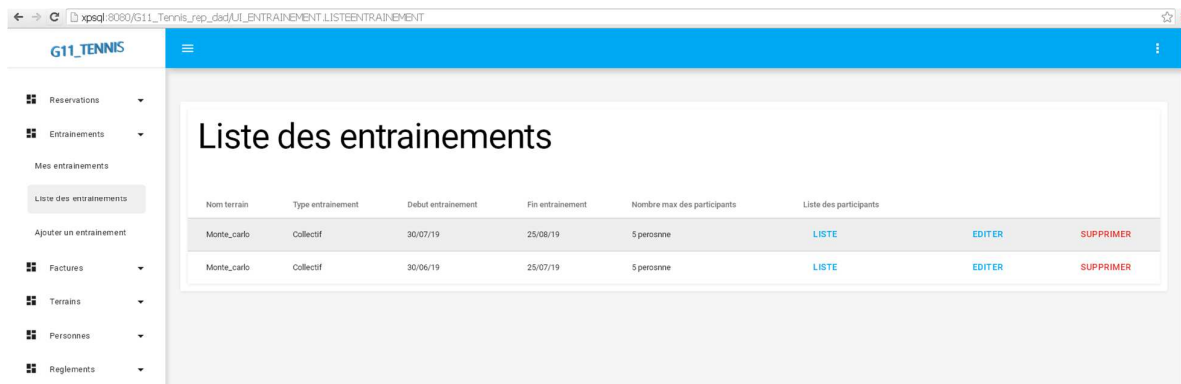 xpsql:8080/G11_Tennis_rep_dad/UI_ENTRAINEMENT.LISTEENTRAINEMENT
G11_TENNIS
Reservations
Entrainements
Mes entrainements
Liste des entrainements
Ajouter un entrainement
Factures
Terrains
Personnes
Reglements
Liste des entrainements
Nom terrain Type entrainement Debut entrainement Fin entrainement Nombre max des participants Liste des participants
Monte_carlo Collectif 30/07/19 25/08/19 5 perosnne LISTE EDITER SUPPRIMER
Monte_carlo Collectif 30/06/19 25/07/19 5 perosnne LISTE EDITER SUPPRIMER